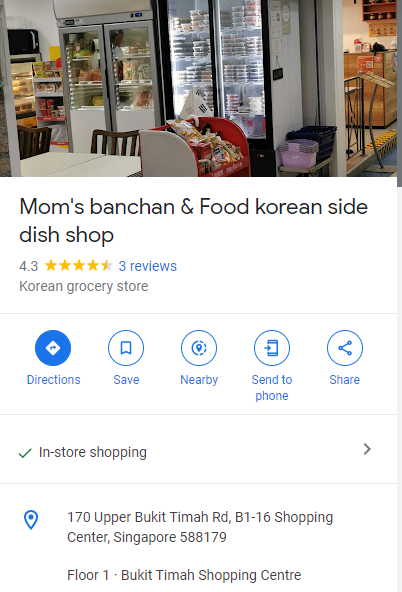 Mom's banchan & Food korean side
dish shop
4.3 3 reviews
Korean grocery store
Directions Save Nearby Send to phone Share
In-store shopping
170 Upper Bukit Timah Rd, B1-16 Shopping
Center, Singapore 588179
Floor 1 · Bukit Timah Shopping Centre